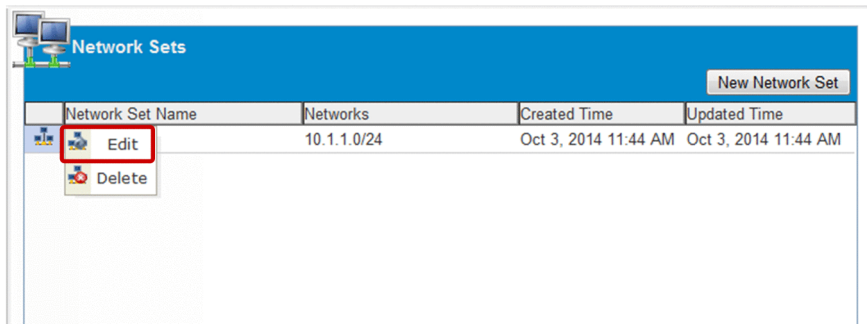 Network Sets
New Network Set
Network Set Name Networks Created Time Updated Time
Edit 10.1.1.0/24 Oct 3, 2014 11:44 AM Oct 3, 2014 11:44 AM
Delete